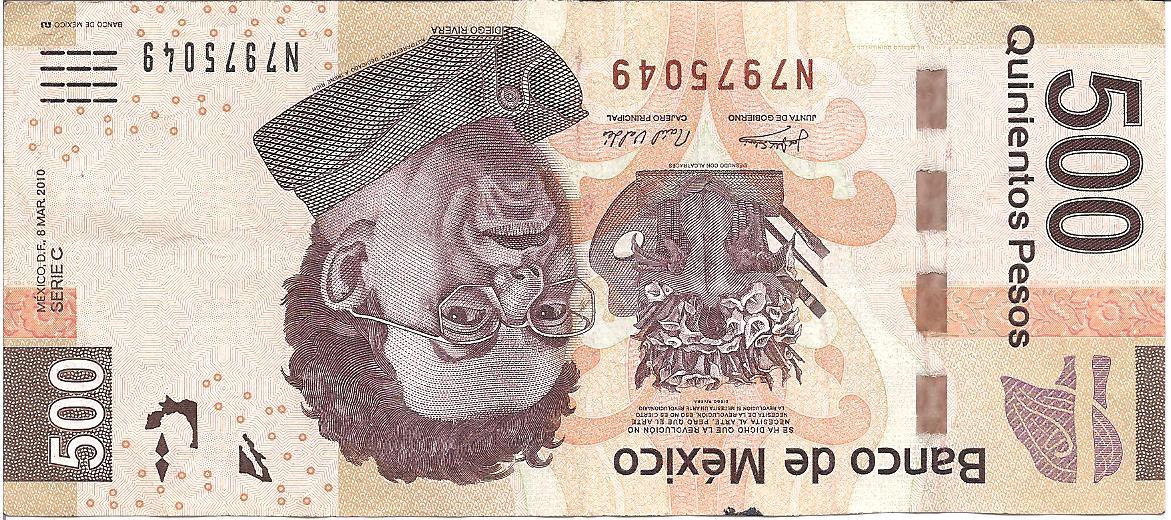 Banco de México
SE HA DICHO QUE LA REVOLUCIÓN NO
NECESITA AL ARTE, PERO QUE EL ARTE
NECESITA DE LA REVOLUCIÓN. ESO NO ES CIERTO
LA REVOLUCIÓN SÍ NECESITA UN ARTE REVOLUCIONARIO
DIEGO RIVERA
DESNUDO CON ALCATRACES
JUNTA DE GOBIERNO
CAJERO PRINCIPAL
N7975049
DIEGO RIVERA
N7975049
BANCO DE MÉXICO
500
Quinientos Pesos
MÉXICO, D.F., 8 MAR. 2010
SERIE C
500